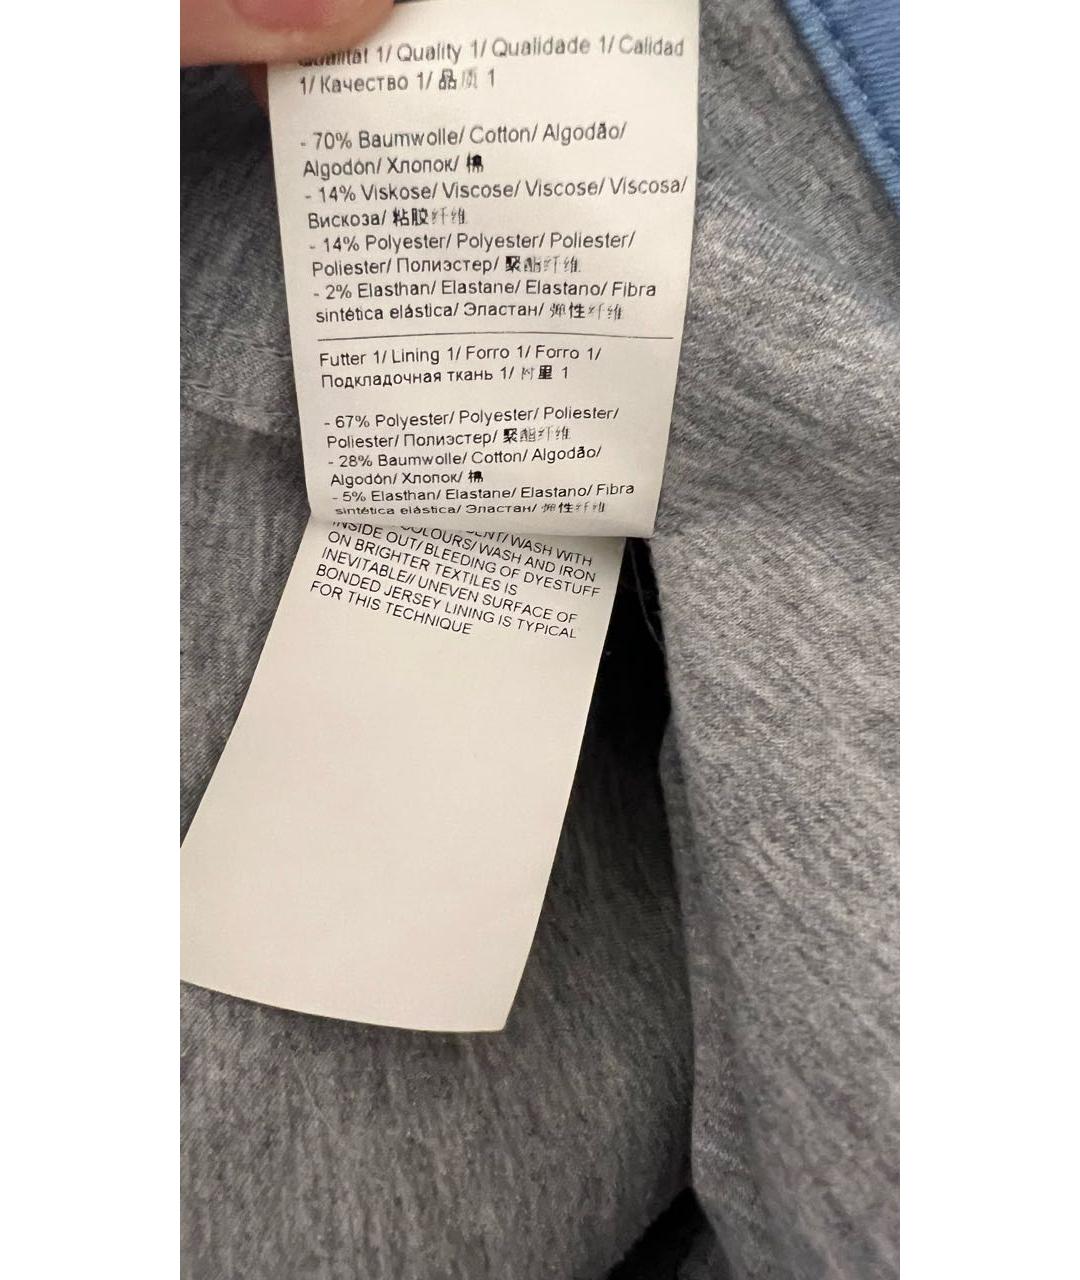 1/ Quality 1/ Qualidade 1/ Calidad
1/ Качество 1/ 品质 1
- 70% Baumwolle/ Cotton/ Algodão/
Algodón/ Хлопок/ 棉
- 14% Viskose/ Viscose/ Viscose/ Viscosa/
Вискоза/ 粘胶纤维
- 14% Polyester/ Polyester/ Poliester/
Poliester/ Полиэстер/ 聚酯纤维
- 2% Elasthan/ Elastane/ Elastano/ Fibra
sintética elástica/ Эластан/ 弹性纤维
Futter 1/ Lining 1/ Forro 1/ Forro 1/
Подкладочная ткань 1/ 附里 1
- 67% Polyester/ Polyester/ Poliester/
Poliester/ Полиэстер/ 聚酯纤维
- 28% Baumwolle/ Cotton/ Algodão/
Algodón/ Хлопок/ 棉
- 5% Elasthan/ Elastane/ Elastano/ Fibra
sintética elástica/ Эластан/ 弹性纤维
WASH WITH
COLOURS/ WASH AND IRON
INSIDE OUT/ BLEEDING OF DYESTUFF
ON BRIGHTER TEXTILES IS
INEVITABLE// UNEVEN SURFACE OF
BONDED JERSEY LINING IS TYPICAL
FOR THIS TECHNIQUE